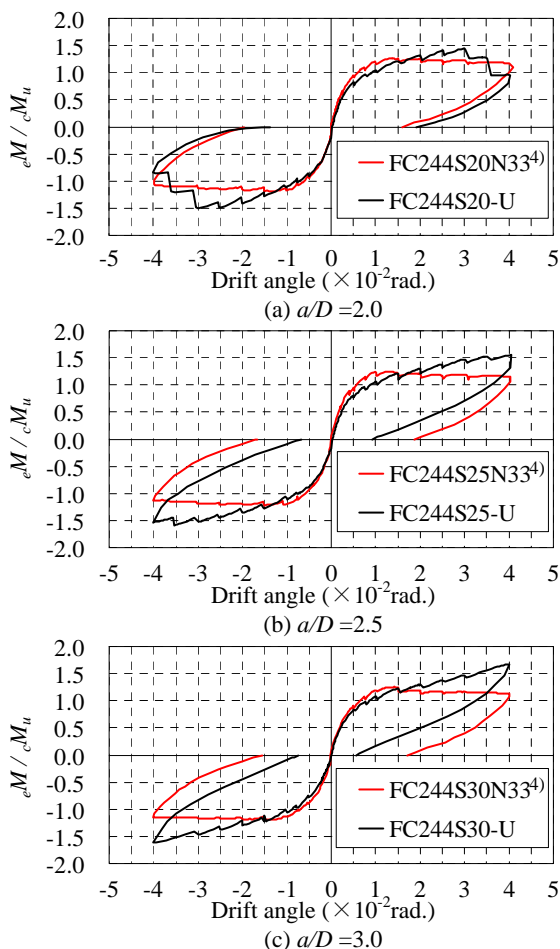 2.0
1.5
1.0
0.5
0.0
-0.5
-1.0
-1.5
-2.0
eM / cMu
FC244S20N33⁴⁾
FC244S20-U
-5 -4 -3 -2 -1 0 1 2 3 4 5
Drift angle (×10⁻²rad.)
(a) a/D =2.0
2.0
1.5
1.0
0.5
0.0
-0.5
-1.0
-1.5
-2.0
eM / cMu
FC244S25N33⁴⁾
FC244S25-U
-5 -4 -3 -2 -1 0 1 2 3 4 5
Drift angle (×10⁻²rad.)
(b) a/D =2.5
2.0
1.5
1.0
0.5
0.0
-0.5
-1.0
-1.5
-2.0
eM / cMu
FC244S30N33⁴⁾
FC244S30-U
-5 -4 -3 -2 -1 0 1 2 3 4 5
Drift angle (×10⁻²rad.)
(c) a/D =3.0